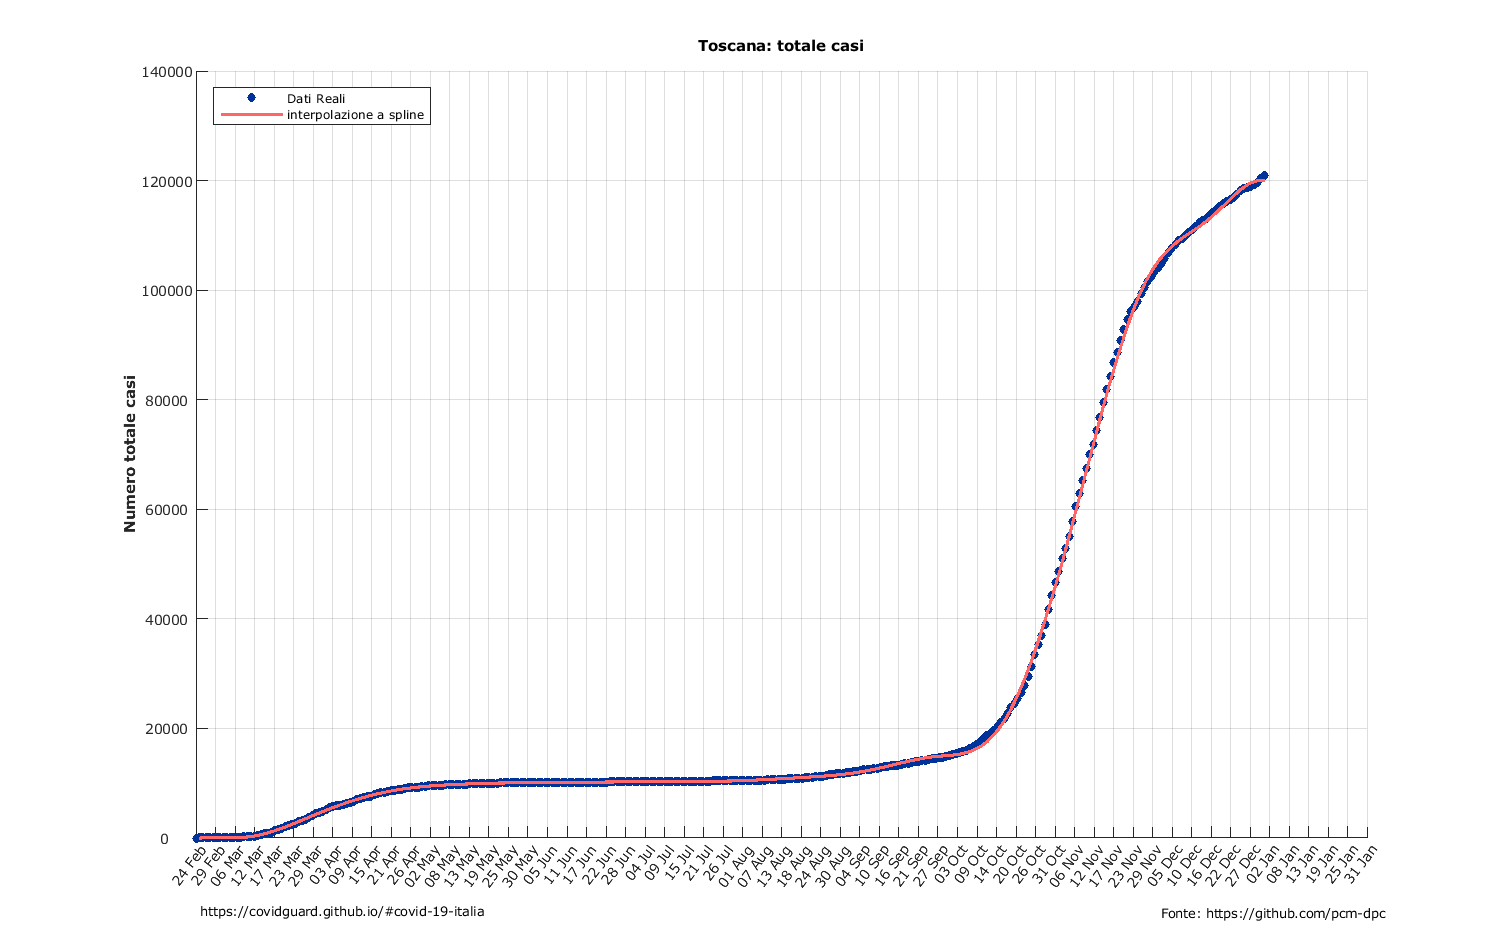 Toscana: totale casi
140000
120000
100000
80000
60000
40000
20000
0
Numero totale casi
Dati Reali
interpolazione a spline
24 Feb
29 Feb
06 Mar
12 Mar
17 Mar
23 Mar
29 Mar
03 Apr
09 Apr
15 Apr
21 Apr
26 Apr
02 May
08 May
13 May
19 May
25 May
30 May
05 Jun
11 Jun
17 Jun
22 Jun
28 Jun
04 Jul
09 Jul
15 Jul
21 Jul
26 Jul
01 Aug
07 Aug
13 Aug
18 Aug
24 Aug
30 Aug
04 Sep
10 Sep
16 Sep
21 Sep
27 Sep
03 Oct
09 Oct
14 Oct
20 Oct
26 Oct
31 Oct
06 Nov
12 Nov
17 Nov
23 Nov
29 Nov
05 Dec
10 Dec
16 Dec
22 Dec
27 Dec
02 Jan
08 Jan
13 Jan
19 Jan
25 Jan
31 Jan
https://covidguard.github.io/#covid-19-italia
Fonte: https://github.com/pcm-dpc